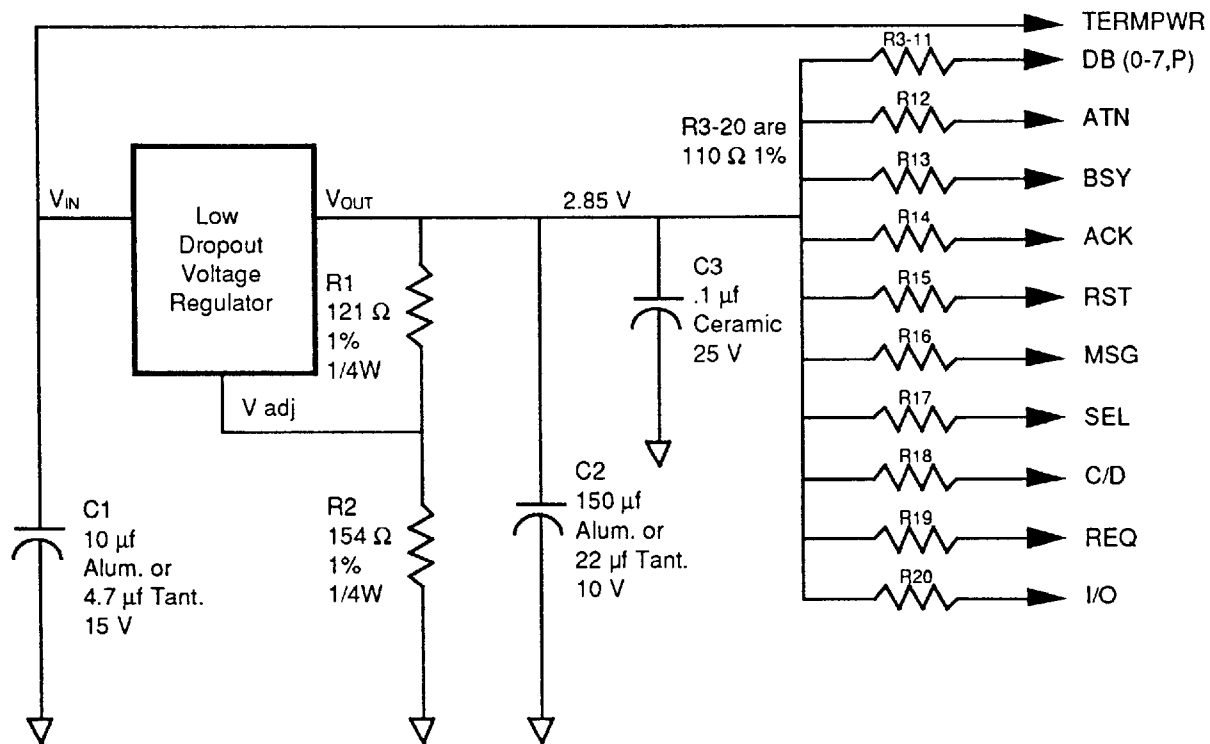 TERMPWR
R3-11
DB (0-7,P)
R12
ATN
R3-20 are
110 Ω 1%
R13
BSY
VIN
VOUT
2.85 V
Low
Dropout
Voltage
Regulator
R14
ACK
R1
121 Ω
1%
1/4W
C3
.1 µf
Ceramic
25 V
R15
RST
R16
MSG
V adj
R17
SEL
R18
C/D
C1
10 µf
Alum. or
4.7 µf Tant.
15 V
R2
154 Ω
1%
1/4W
C2
150 µf
Alum. or
22 µf Tant.
10 V
R19
REQ
R20
I/O